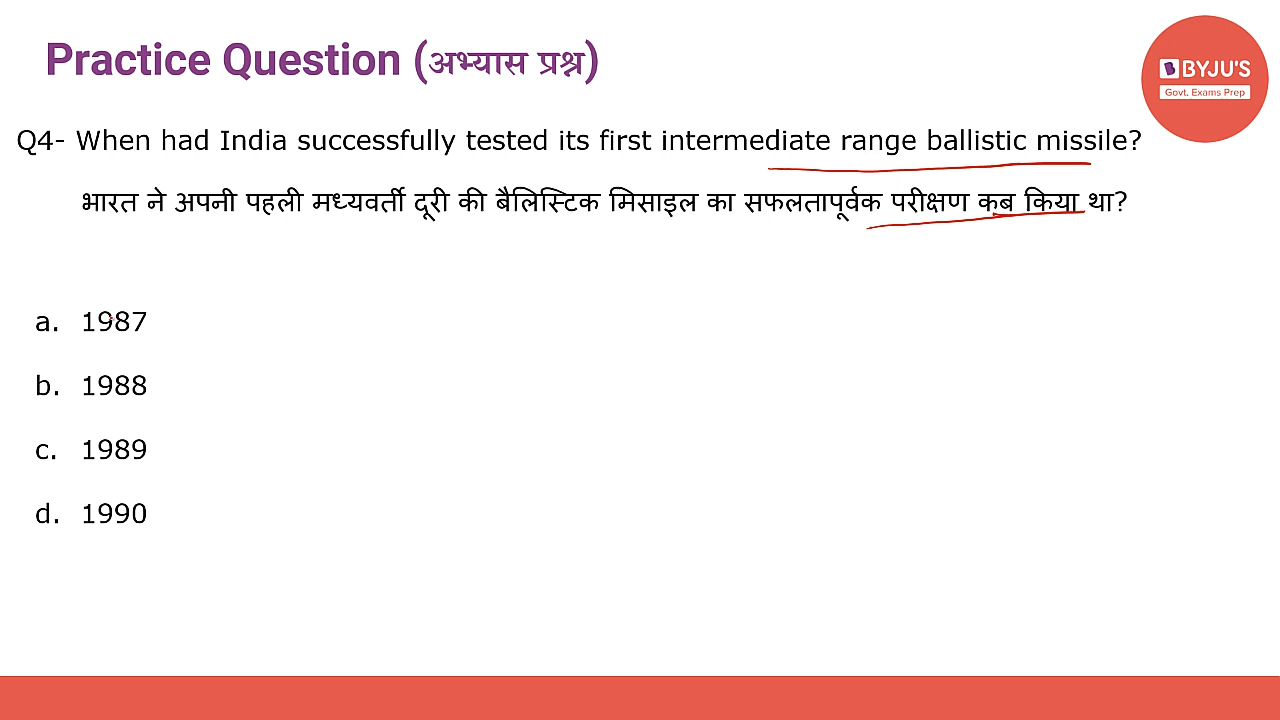 Practice Question (अभ्यास प्रश्न)
BYJU'S
Govt. Exams Prep
Q4- When had India successfully tested its first intermediate range ballistic missile?
भारत ने अपनी पहली मध्यवर्ती दूरी की बैलिस्टिक मिसाइल का सफलतापूर्वक परीक्षण कब किया था?
a. 1987
b. 1988
c. 1989
d. 1990